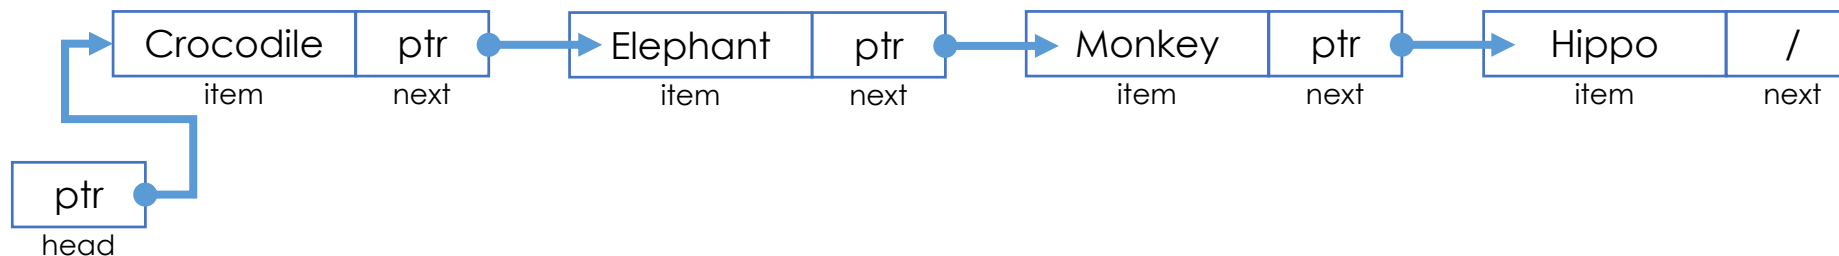 Crocodile ptr Elephant ptr Monkey ptr Hippo /
item next item next item next item next
ptr
head